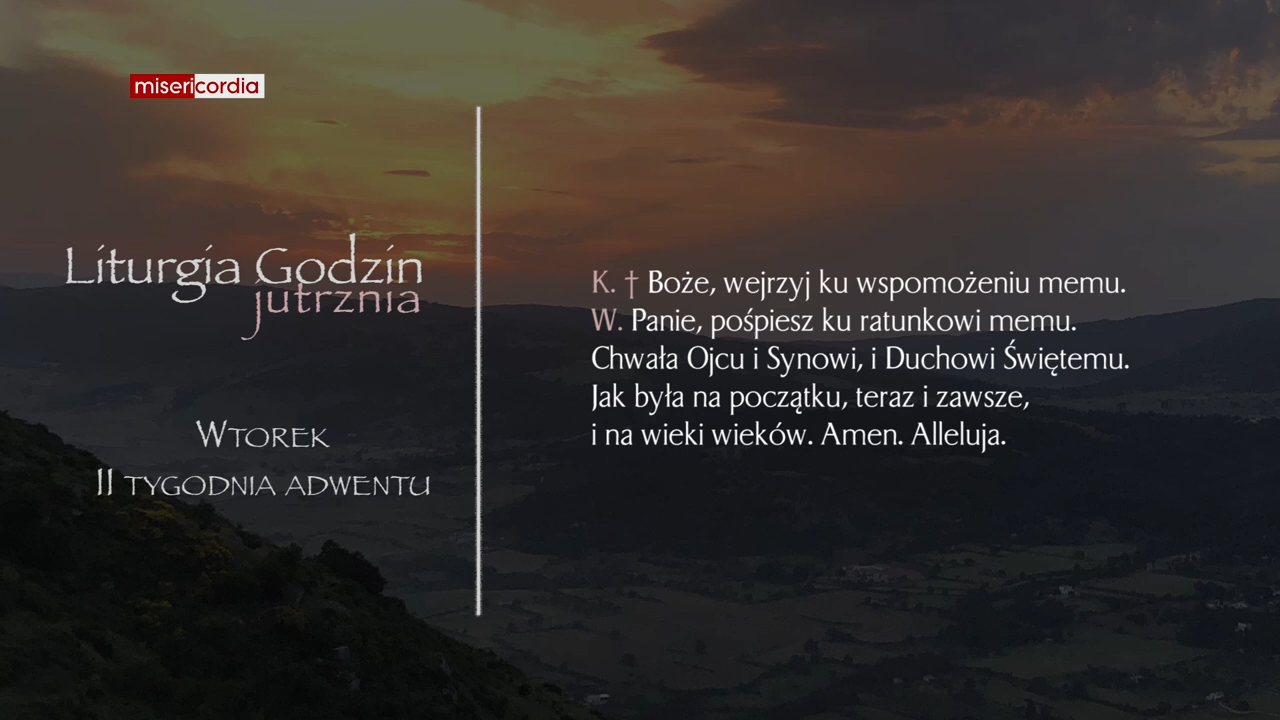 misericordia
Liturgia Godzin
jutrznia
Wtorek
II tygodnia adwentu
K. † Boże, wejrzyj ku wspomożeniu memu.
W. Panie, pośpiesz ku ratunkowi memu.
Chwała Ojcu i Synowi, i Duchowi Świętemu.
Jak była na początku, teraz i zawsze,
i na wieki wieków. Amen. Alleluja.